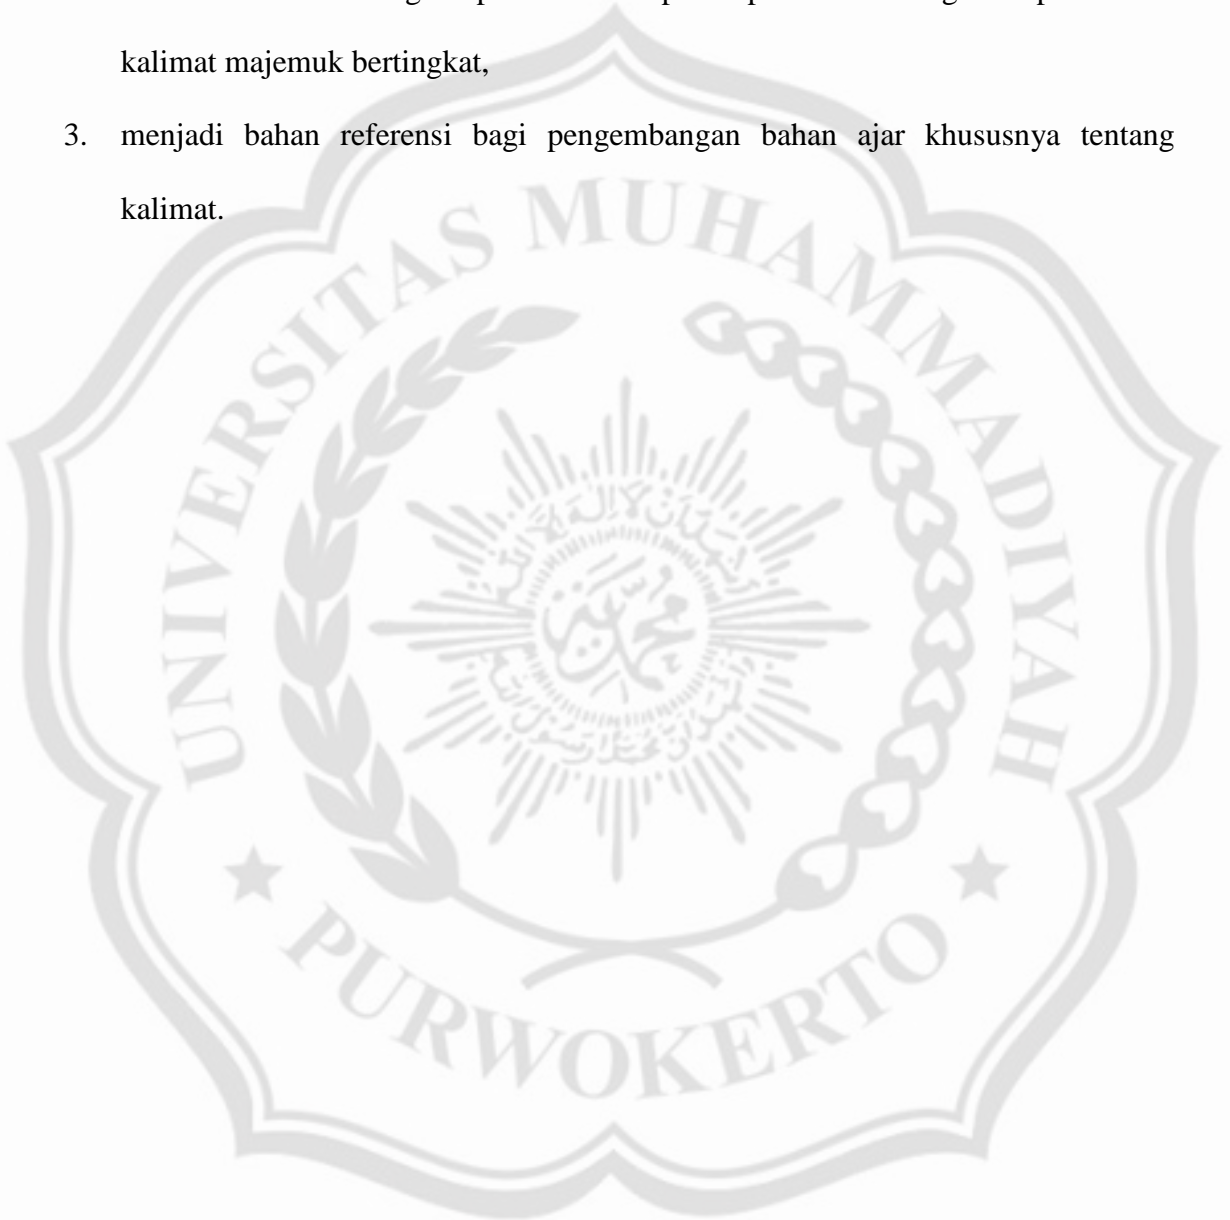 kalimat majemuk bertingkat,
3. menjadi bahan referensi bagi pengembangan bahan ajar khususnya tentang
kalimat.
UNIVERSITAS MUHAMMADIYAH
PURWOKERTO